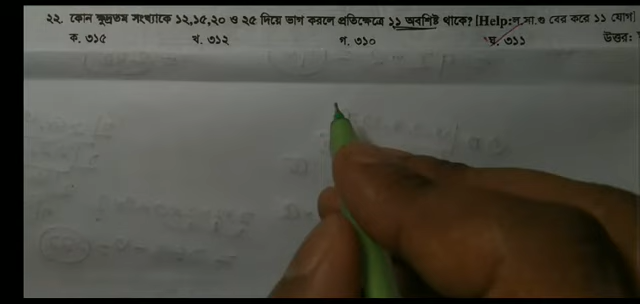 ২২. কোন ক্ষুদ্রতম সংখ্যাকে ১২,১৫,২০ ও ২৫ দিয়ে ভাগ করলে প্রতিক্ষেত্রে ১১ অবশিষ্ট থাকে? [Help:ল.সা.গু বের করে ১১ যোগ]
ক. ৩১৫ খ. ৩১২ গ. ৩১০ ঘ. ৩১১ উত্তর: